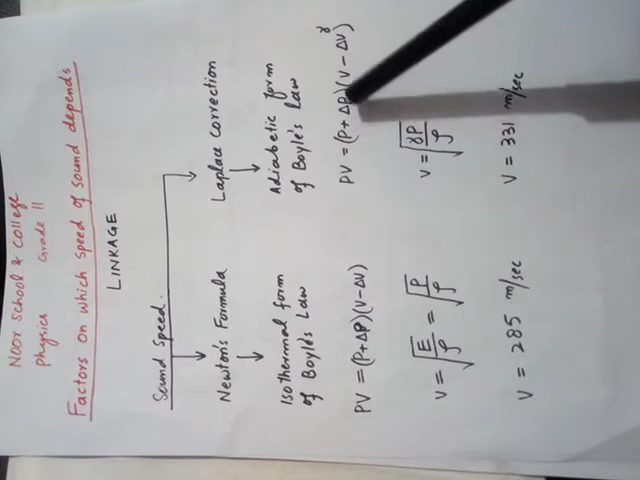 NOOR School & College
Physics Grade 11
Factors on which speed of sound depends
LINKAGE
Sound Speed.
Newton's Formula
Isothermal form
of Boyle's Law
PV = (P+ΔP)(V-ΔV)
V = √E/ρ = √P/ρ
V = 285 m/sec
Laplace correction
Adiabetic form
of Boyle's Law
PV = (P+ΔP)(V-ΔV)^γ
V = √γP/ρ
V = 331 m/sec